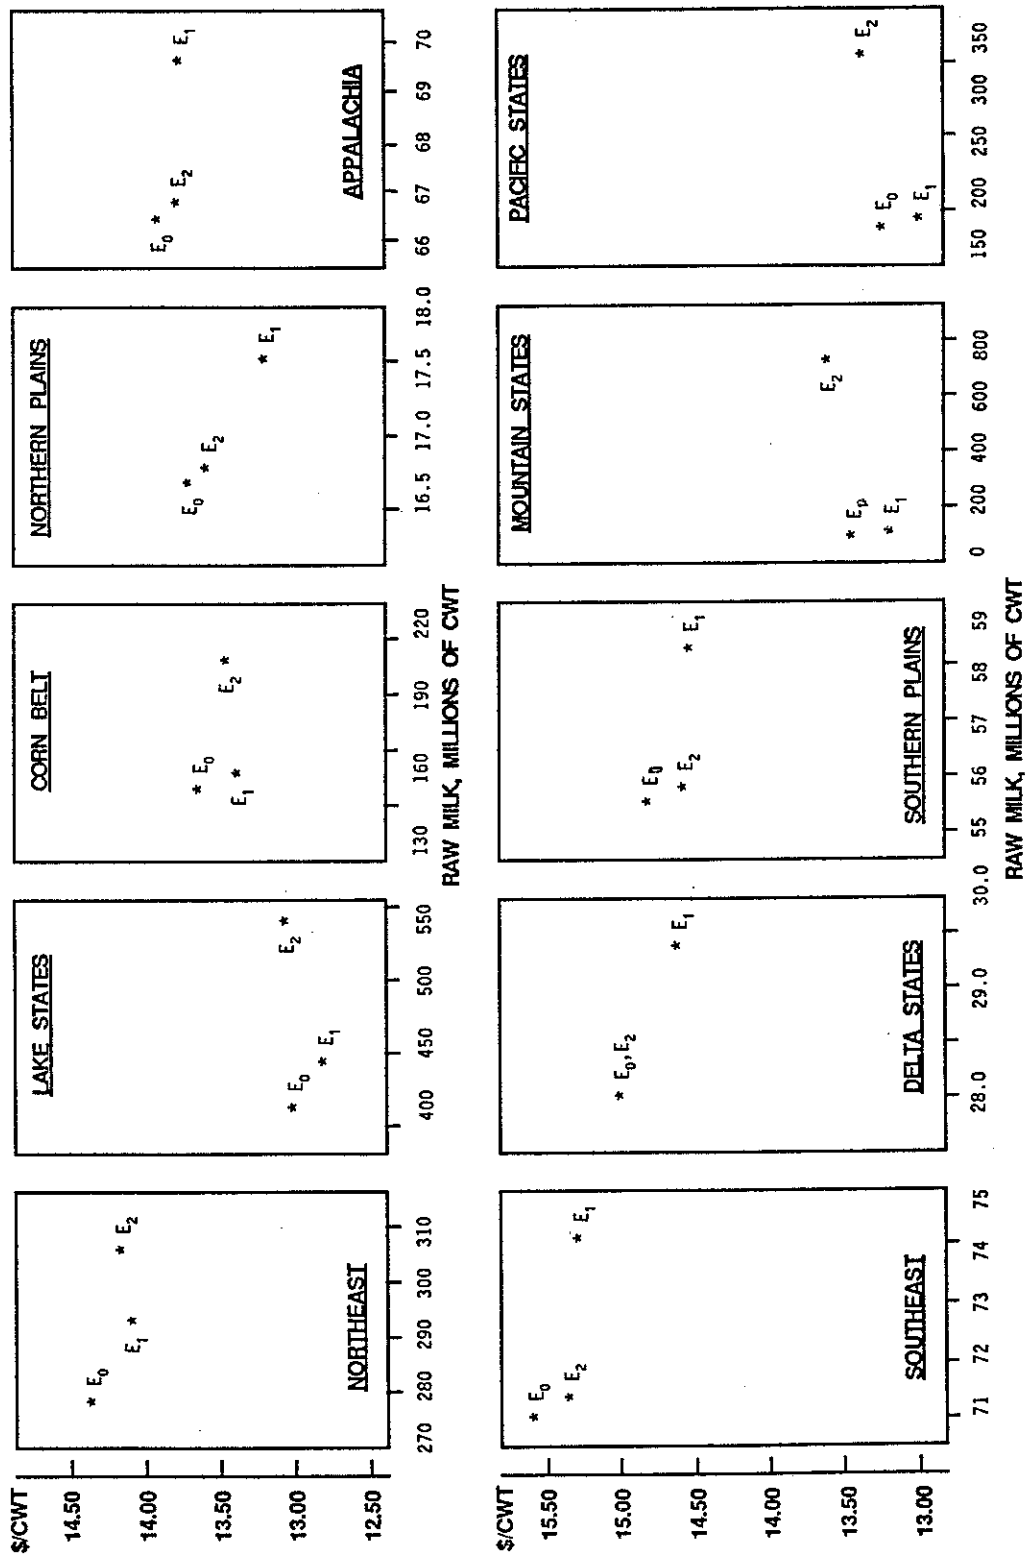 $/CWT
14.50
14.00
13.50
13.00
12.50
NORTHEAST
E0
E1
E2
270 280 290 300 310
LAKE STATES
E0
E1
E2
400 450 500 550
CORN BELT
E0
E1
E2
130 160 190 220
NORTHERN PLAINS
E0
E2
E1
16.5 17.0 17.5 18.0
APPALACHIA
E0
E2
E1
66 67 68 69 70
RAW MILK, MILLIONS OF CWT
$/CWT
15.50
15.00
14.50
14.00
13.50
13.00
SOUTHEAST
E0
E2
E1
71 72 73 74 75
DELTA STATES
E0, E2
E1
28.0 29.0 30.0
SOUTHERN PLAINS
E0
E2
E1
55 56 57 58 59
MOUNTAIN STATES
E0
E1
E2
0 200 400 600 800
PACIFIC STATES
E0
E1
E2
150 200 250 300 350
RAW MILK, MILLIONS OF CWT